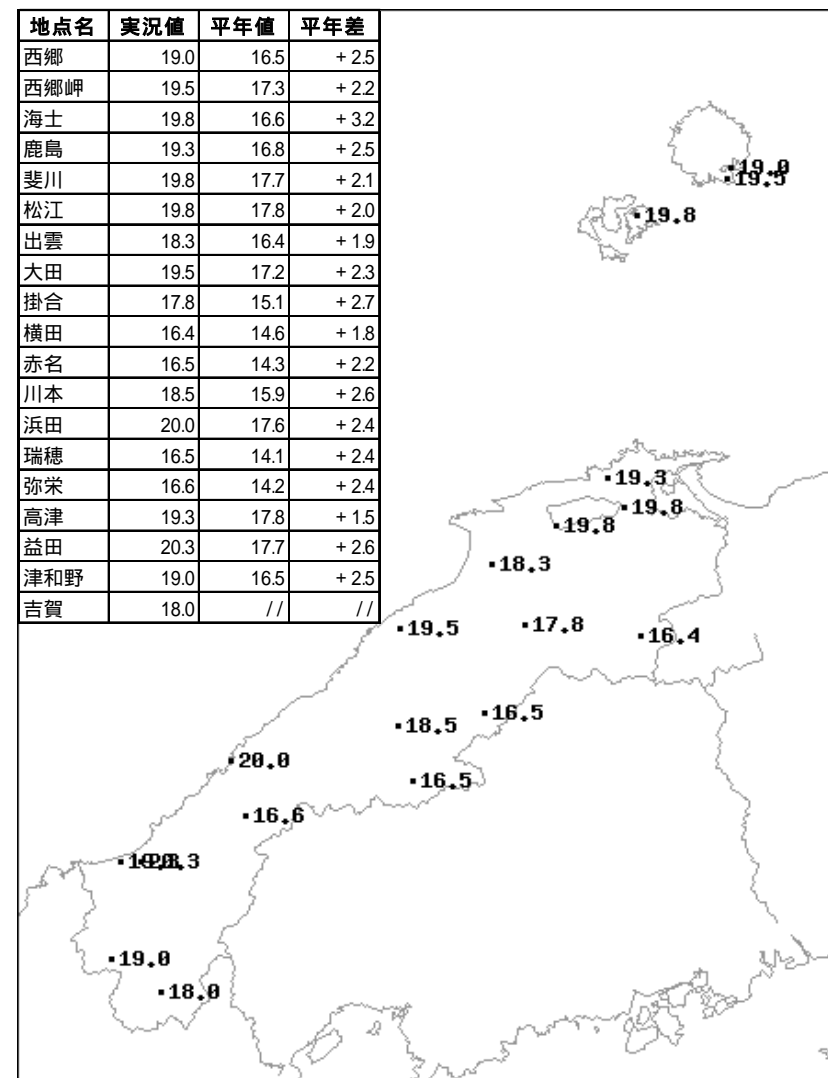 地点名 実況値 平年値 平年差
西郷 19.0 16.5 + 2.5
西郷岬 19.5 17.3 + 2.2
海士 19.8 16.6 + 3.2
鹿島 19.3 16.8 + 2.5
斐川 19.8 17.7 + 2.1
松江 19.8 17.8 + 2.0
出雲 18.3 16.4 + 1.9
大田 19.5 17.2 + 2.3
掛合 17.8 15.1 + 2.7
横田 16.4 14.6 + 1.8
赤名 16.5 14.3 + 2.2
川本 18.5 15.9 + 2.6
浜田 20.0 17.6 + 2.4
瑞穂 16.5 14.1 + 2.4
弥栄 16.6 14.2 + 2.4
高津 19.3 17.8 + 1.5
益田 20.3 17.7 + 2.6
津和野 19.0 16.5 + 2.5
吉賀 18.0 // //
19.0
19.5
19.8
19.3
19.8
19.8
18.3
19.5
17.8
16.4
16.5
18.5
20.0
16.5
16.6
19.3
20.3
19.0
18.0